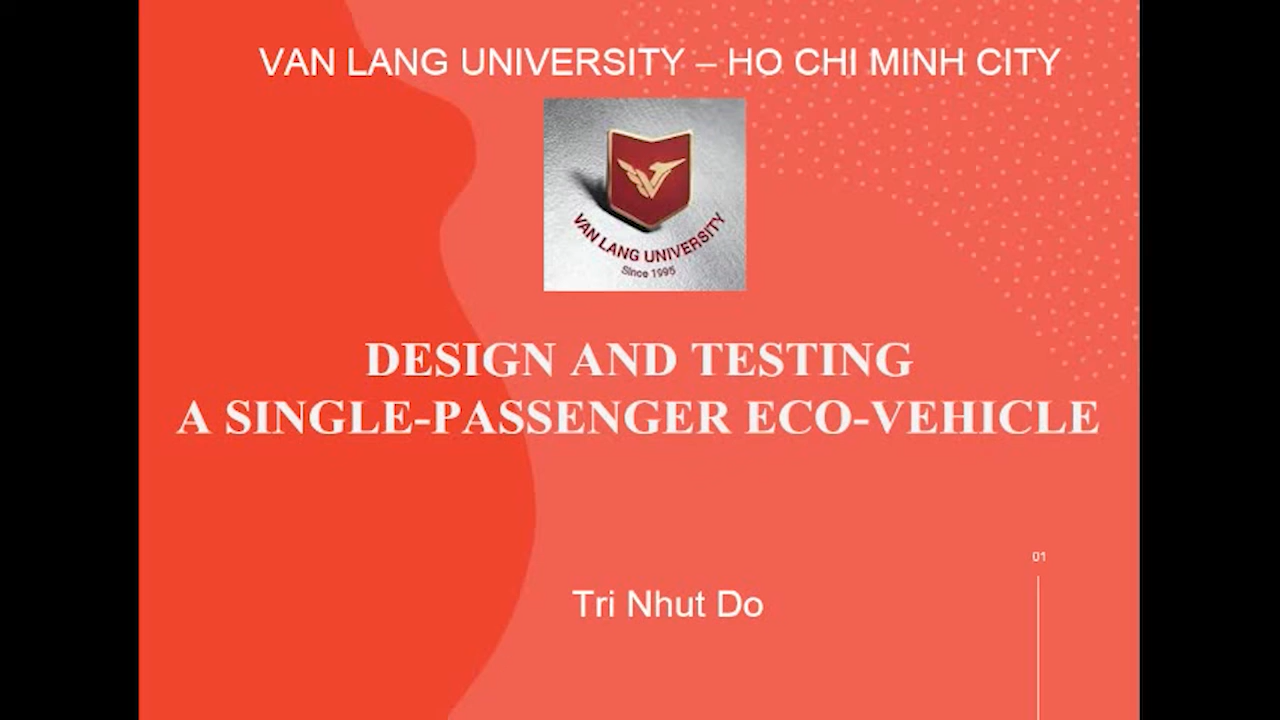 VAN LANG UNIVERSITY – HO CHI MINH CITY
VAN LANG UNIVERSITY
Since 1995
DESIGN AND TESTING
A SINGLE-PASSENGER ECO-VEHICLE
01
Tri Nhut Do